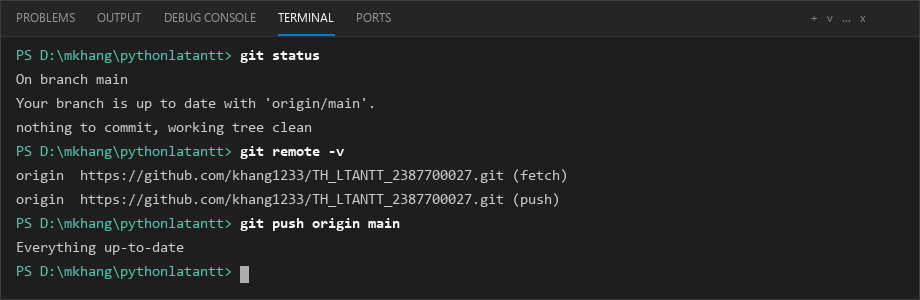 PROBLEMS OUTPUT DEBUG CONSOLE TERMINAL PORTS + v ... x
PS D:\mkhang\pythonlatantt> git status
On branch main
Your branch is up to date with 'origin/main'.
nothing to commit, working tree clean
PS D:\mkhang\pythonlatantt> git remote -v
origin  https://github.com/khang1233/TH_LTANTT_2387700027.git (fetch)
origin  https://github.com/khang1233/TH_LTANTT_2387700027.git (push)
PS D:\mkhang\pythonlatantt> git push origin main
Everything up-to-date
PS D:\mkhang\pythonlatantt>